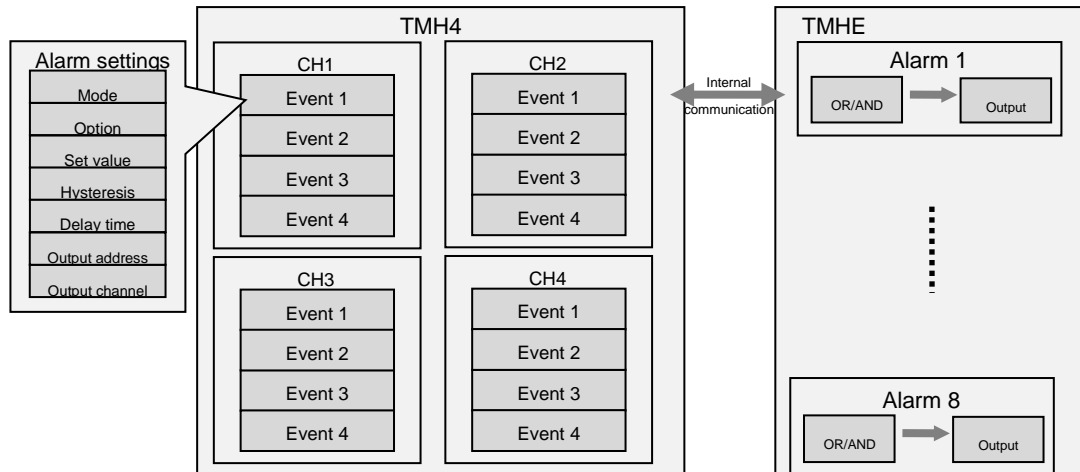 Alarm settings
Mode
Option
Set value
Hysteresis
Delay time
Output address
Output channel
TMH4
CH1
Event 1
Event 2
Event 3
Event 4
CH2
Event 1
Event 2
Event 3
Event 4
CH3
Event 1
Event 2
Event 3
Event 4
CH4
Event 1
Event 2
Event 3
Event 4
Internal
communication
TMHE
Alarm 1
OR/AND
Output
Alarm 8
OR/AND
Output